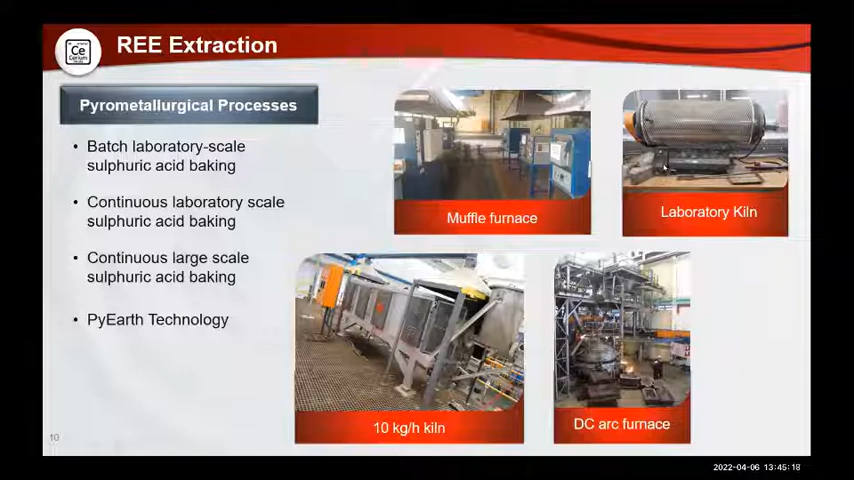 Ce
Cerium
REE Extraction
Pyrometallurgical Processes
• Batch laboratory-scale
sulphuric acid baking
• Continuous laboratory scale
sulphuric acid baking
• Continuous large scale
sulphuric acid baking
• PyEarth Technology
Muffle furnace
Laboratory Kiln
10 kg/h kiln
DC arc furnace
10
2022-04-06 13:45:18